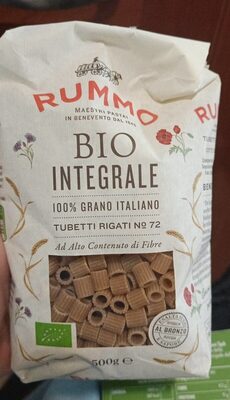 RUMMO
MAESTRI PASTAI
IN BENEVENTO DAL 1846
BIO
INTEGRALE
100% GRANO ITALIANO
TUBETTI RIGATI Nº 72
Ad Alto Contenuto di Fibre
AL BRONZO
500g e